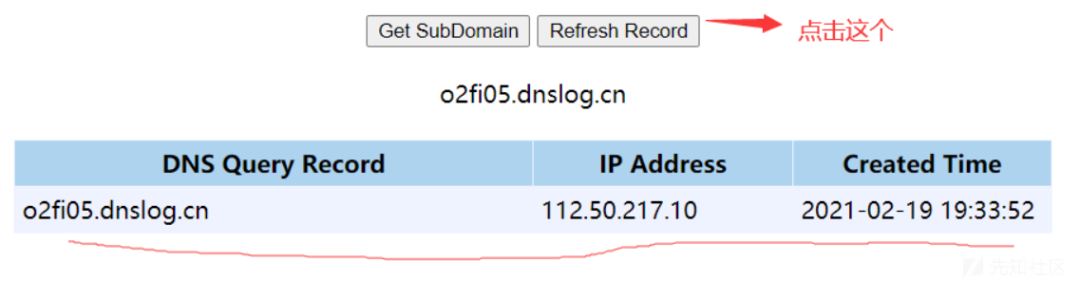 Get SubDomain Refresh Record 点击这个
o2fi05.dnslog.cn
DNS Query Record IP Address Created Time
o2fi05.dnslog.cn 112.50.217.10 2021-02-19 19:33:52
先知社区